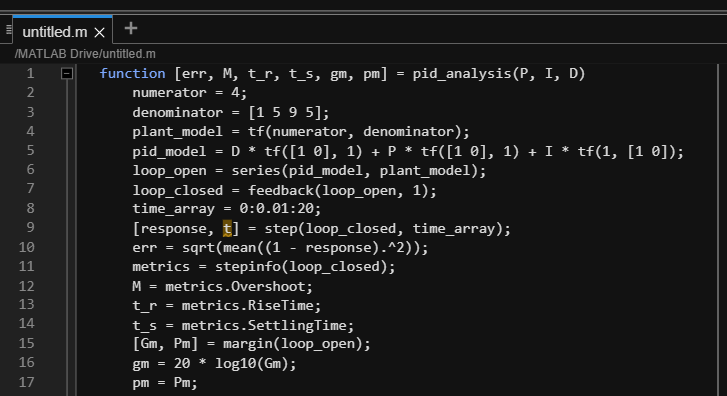 untitled.m × +
/MATLAB Drive/untitled.m
1 function [err, M, t_r, t_s, gm, pm] = pid_analysis(P, I, D)
2 numerator = 4;
3 denominator = [1 5 9 5];
4 plant_model = tf(numerator, denominator);
5 pid_model = D * tf([1 0], 1) + P * tf([1 0], 1) + I * tf(1, [1 0]);
6 loop_open = series(pid_model, plant_model);
7 loop_closed = feedback(loop_open, 1);
8 time_array = 0:0.01:20;
9 [response, t] = step(loop_closed, time_array);
10 err = sqrt(mean((1 - response).^2));
11 metrics = stepinfo(loop_closed);
12 M = metrics.Overshoot;
13 t_r = metrics.RiseTime;
14 t_s = metrics.SettlingTime;
15 [Gm, Pm] = margin(loop_open);
16 gm = 20 * log10(Gm);
17 pm = Pm;